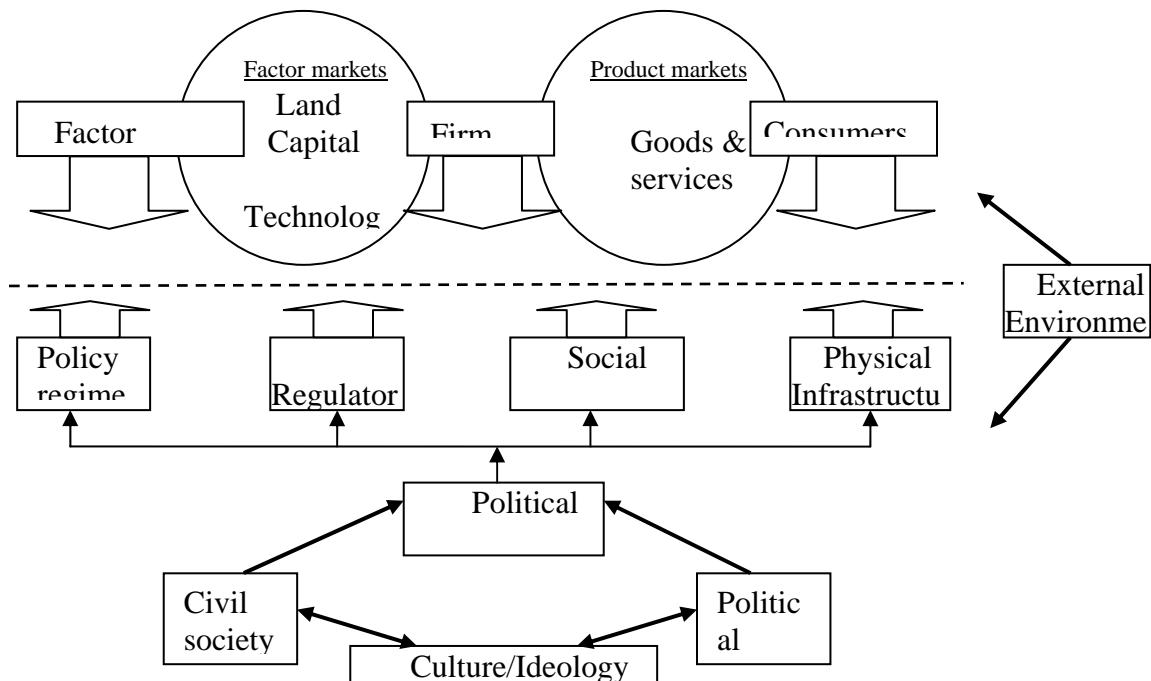 Factor markets
Product markets
Factor
Land
Capital
Technolog
Firm
Goods &
services
Consumers
External
Environme
Policy
regime
Regulator
Social
Physical
Infrastructu
Political
Civil
society
Politic
al
Culture/Ideology